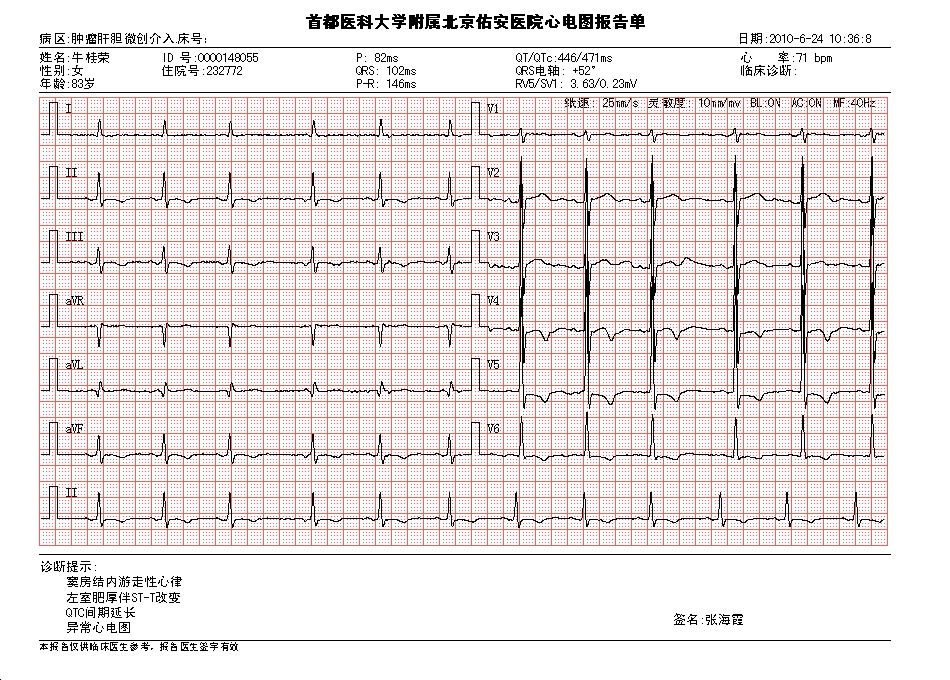 首都医科大学附属北京佑安医院心电图报告单
病区:肿瘤肝胆微创介入.床号: 日期:2010-6-24 10:36:8
姓名:牛桂荣 ID 号:0000148055 P: 82ms QT/QTc:446/471ms 心 率:71 bpm
性别:女 住院号:232772 QRS: 102ms QRS电轴: +52° 临床诊断:
年龄:83岁 P-R: 146ms RV5/SV1: 3.63/0.23mV
纸速: 25mm/s 灵敏度: 10mm/mv BL:ON AC:ON MF:40Hz
I V1
II V2
III V3
aVR V4
aVL V5
aVF V6
II
诊断提示:
窦房结内游走性心律
左室肥厚伴ST-T改变
QTC间期延长
异常心电图
签名:张海霞
本报告仅供临床医生参考, 报告医生签字有效